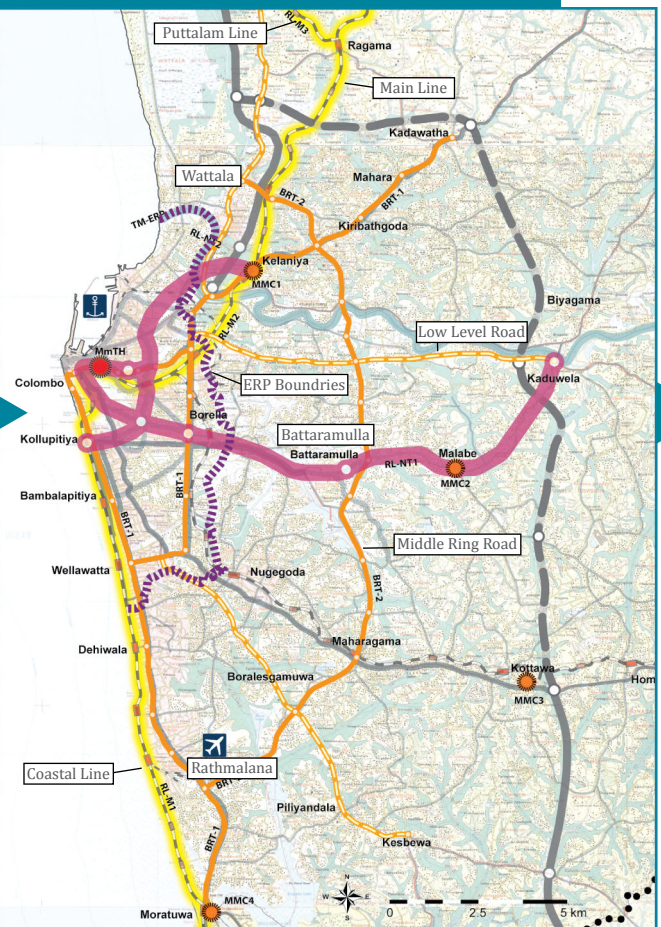 Puttalam Line
RL-M3
Ragama
Main Line
Kadawatha
Wattala
Mahara
BRT-2
BRT-1
TM-ERP
Kiribathgoda
RL-NT2
Kelaniya
MMC1
Biyagama
RL-M2
Low Level Road
MmTH
Kaduwela
Colombo
ERP Boundries
Borella
Kollupitiya
Battaramulla
Battaramulla
Malabe
RL-NT1
MMC2
BRT-1
Bambalapitiya
BRT-1
Middle Ring Road
Wellawatta
Nugegoda
BRT-2
Dehiwala
Maharagama
Kottawa
Boralesgamuwa
Hom
MMC3
Coastal Line
Rathmalana
RL-M1
Piliyandala
BRT-1
Kesbewa
MMC4
N
W E
S
Moratuwa
0 2.5 5 km